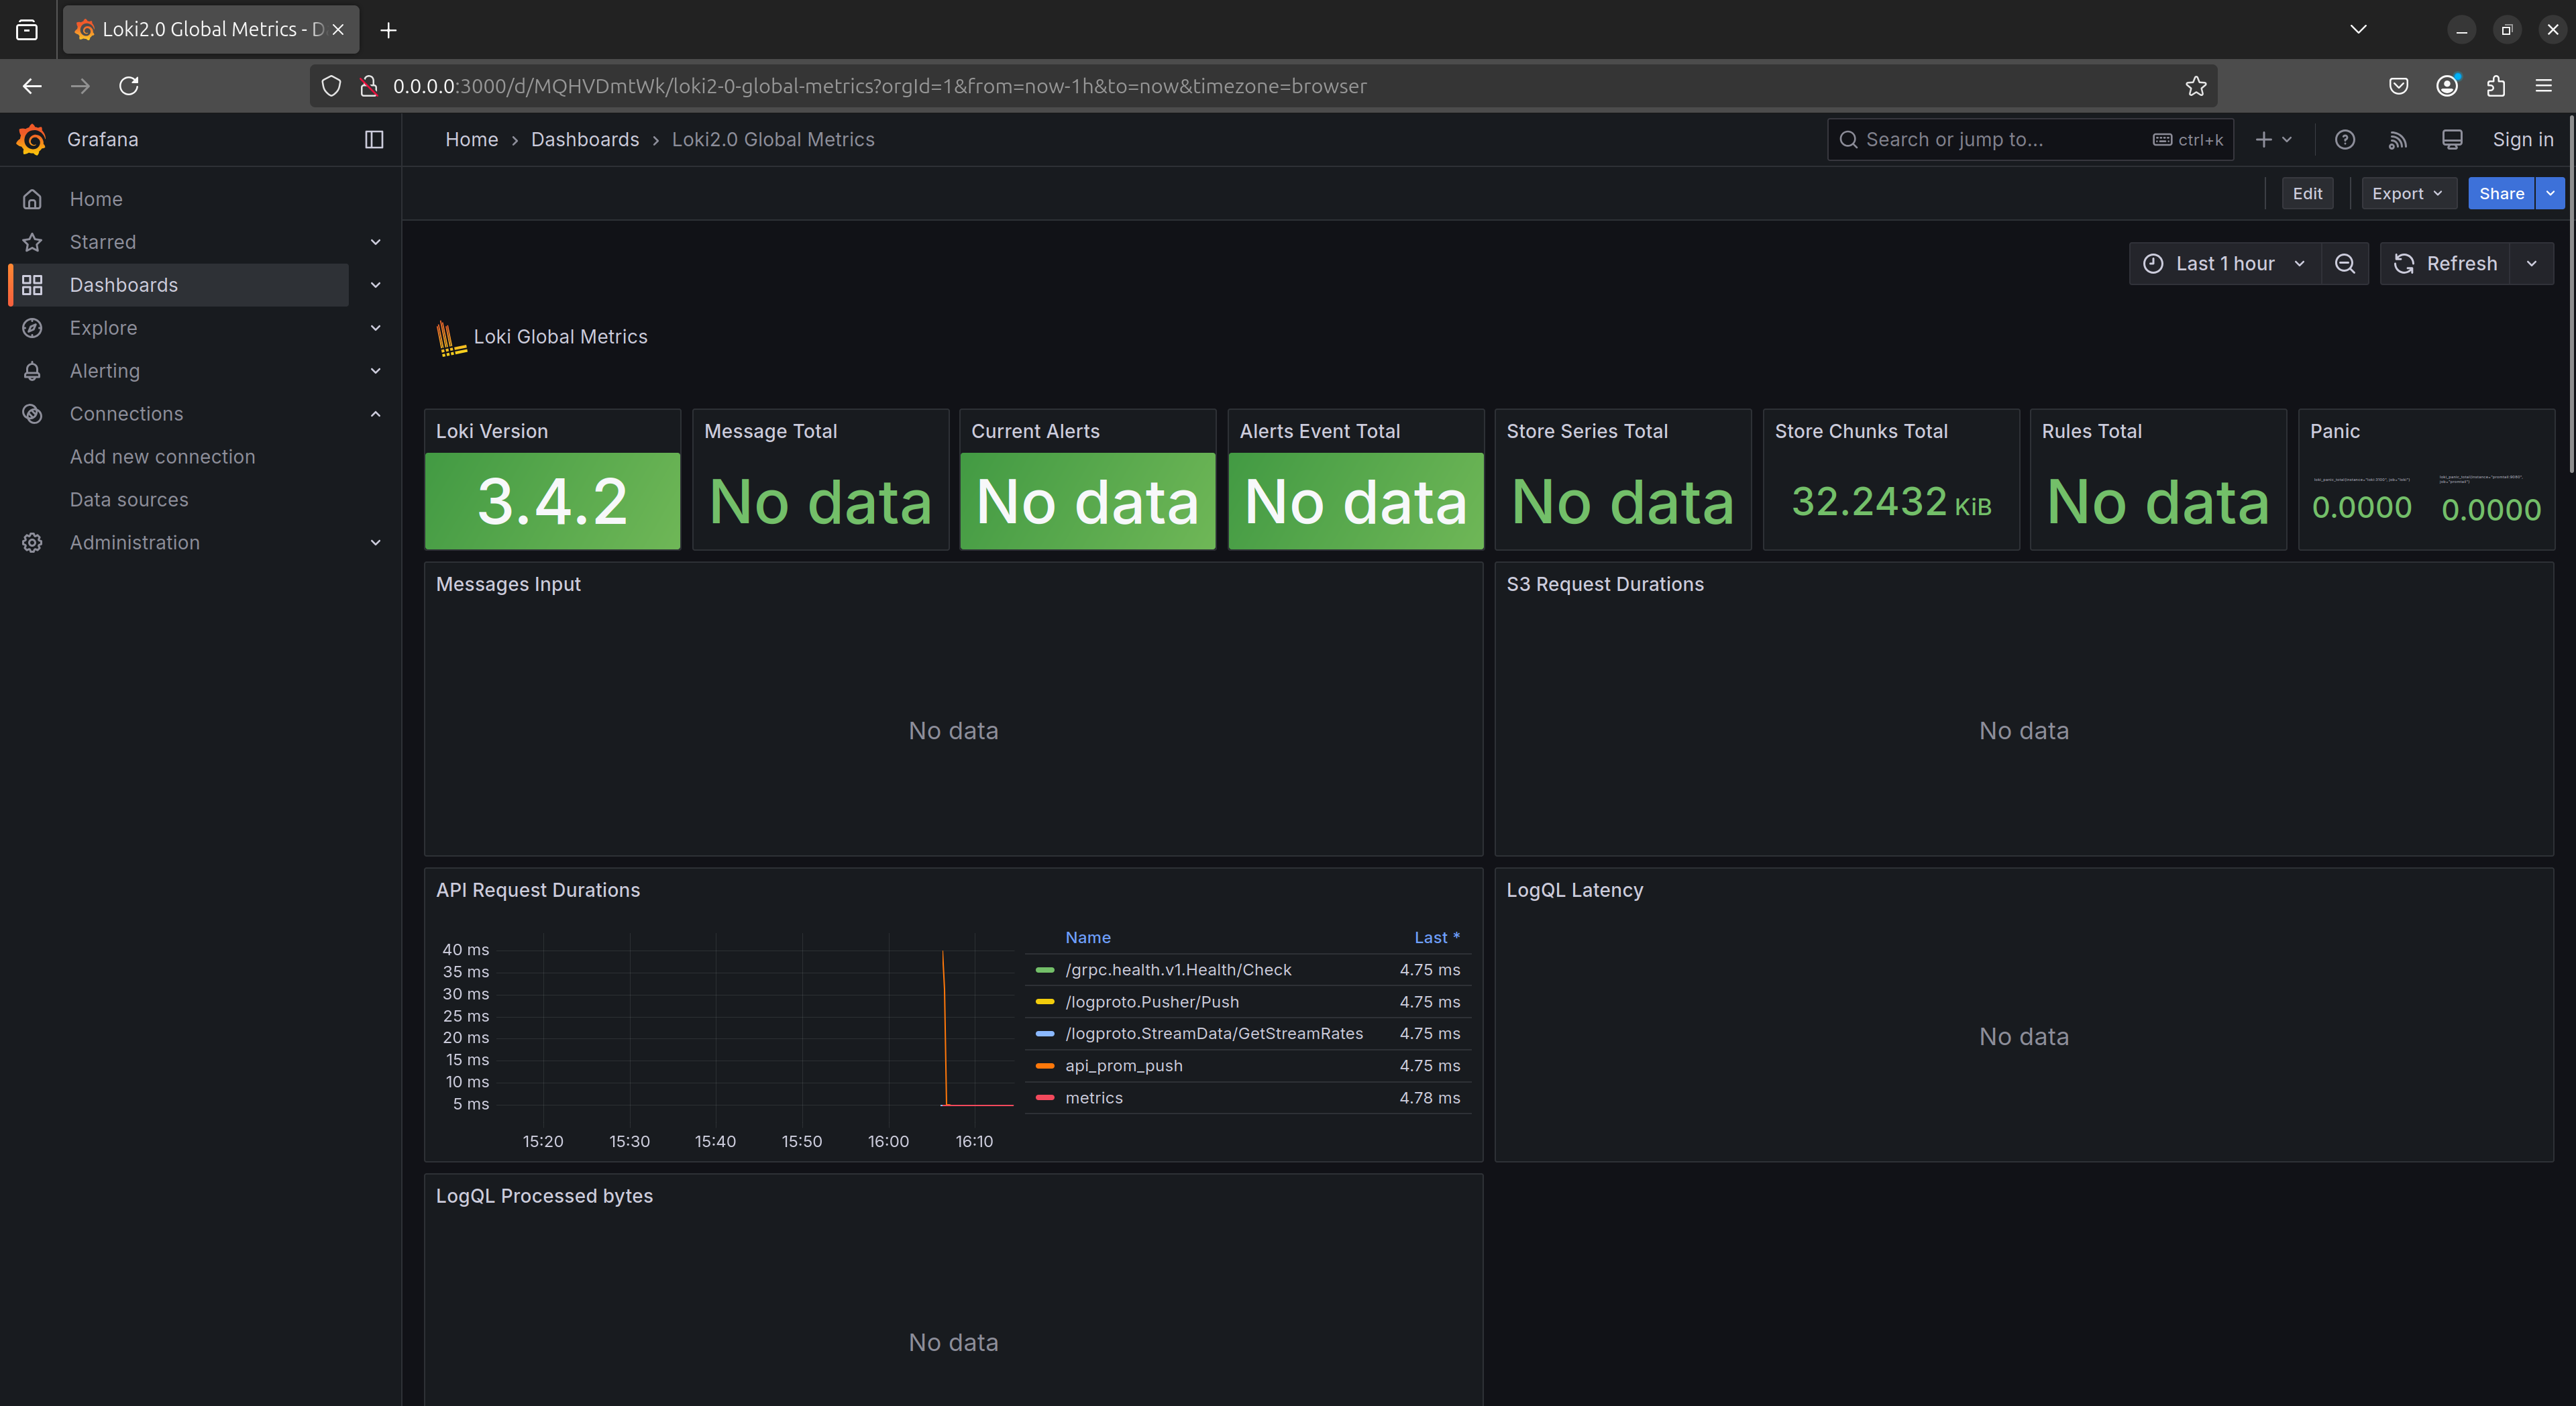 Loki2.0 Global Metrics - D
0.0.0.0:3000/d/MQHVDmtWk/loki2-0-global-metrics?orgId=1&from=now-1h&to=now&timezone=browser
Grafana
Home › Dashboards › Loki2.0 Global Metrics
Search or jump to...
ctrl+k
Sign in
Edit
Export
Share
Home
Starred
Dashboards
Explore
Alerting
Connections
Add new connection
Data sources
Administration
Last 1 hour
Refresh
Loki Global Metrics
Loki Version
3.4.2
Message Total
No data
Current Alerts
No data
Alerts Event Total
No data
Store Series Total
No data
Store Chunks Total
32.2432 KiB
Rules Total
No data
Panic
0.0000
0.0000
Messages Input
No data
S3 Request Durations
No data
API Request Durations
40 ms
35 ms
30 ms
25 ms
20 ms
15 ms
10 ms
5 ms
15:20 15:30 15:40 15:50 16:00 16:10
Name Last *
/grpc.health.v1.Health/Check 4.75 ms
/logproto.Pusher/Push 4.75 ms
/logproto.StreamData/GetStreamRates 4.75 ms
api_prom_push 4.75 ms
metrics 4.78 ms
LogQL Latency
No data
LogQL Processed bytes
No data